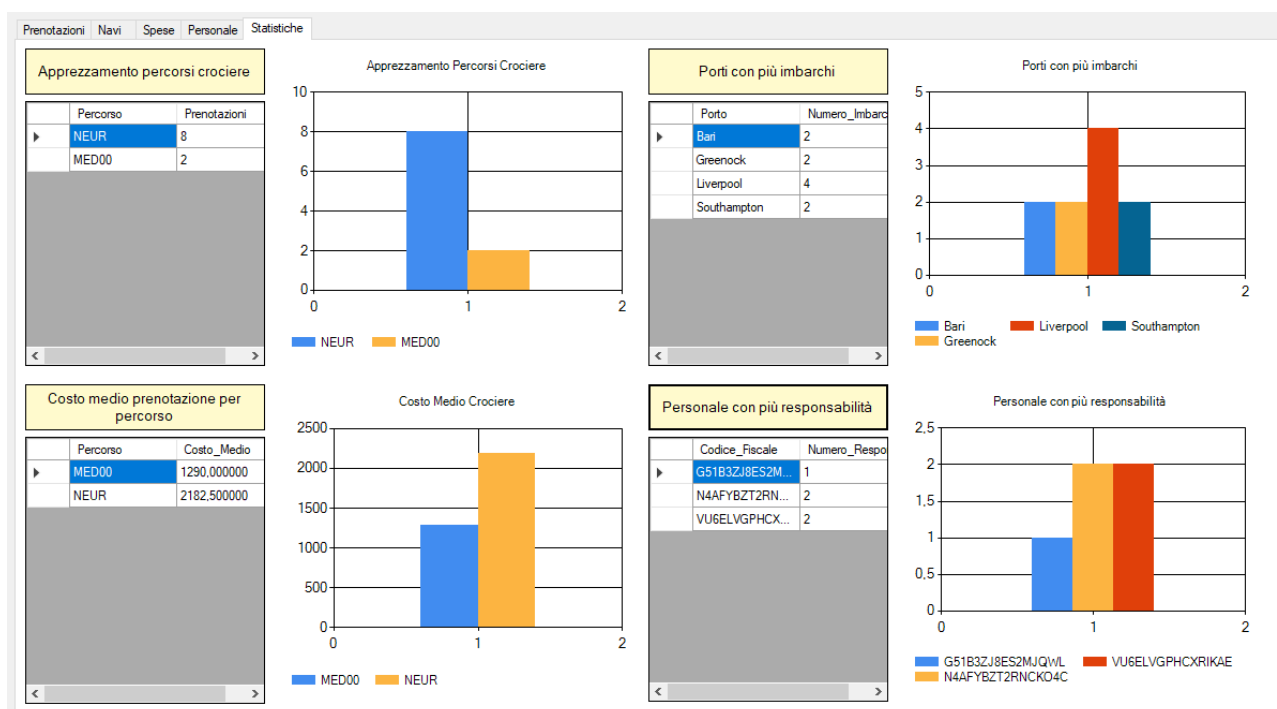 Prenotazioni Navi Spese Personale Statistiche
Apprezzamento percorsi crociere
Percorso Prenotazioni
NEUR 8
MED00 2
Apprezzamento Percorsi Crociere
10
8
6
4
2
0
0 1 2
NEUR MED00
Porti con più imbarchi
Porto Numero_Imbarc
Bari 2
Greenock 2
Liverpool 4
Southampton 2
Porti con più imbarchi
5
4
3
2
1
0
0 1 2
Bari Liverpool Southampton
Greenock
Costo medio prenotazione per
percorso
Percorso Costo_Medio
MED00 1290,000000
NEUR 2182,500000
Costo Medio Crociere
2500
2000
1500
1000
500
0
0 1 2
MED00 NEUR
Personale con più responsabilità
Codice_Fiscale Numero_Respo
G51B3ZJ8ES2M... 1
N4AFYBZT2RN... 2
VU6ELVGPHCX... 2
Personale con più responsabilità
2,5
2
1,5
1
0,5
0
0 1 2
G51B3ZJ8ES2MJQWL VU6ELVGPHCXRIKAE
N4AFYBZT2RNCKO4C